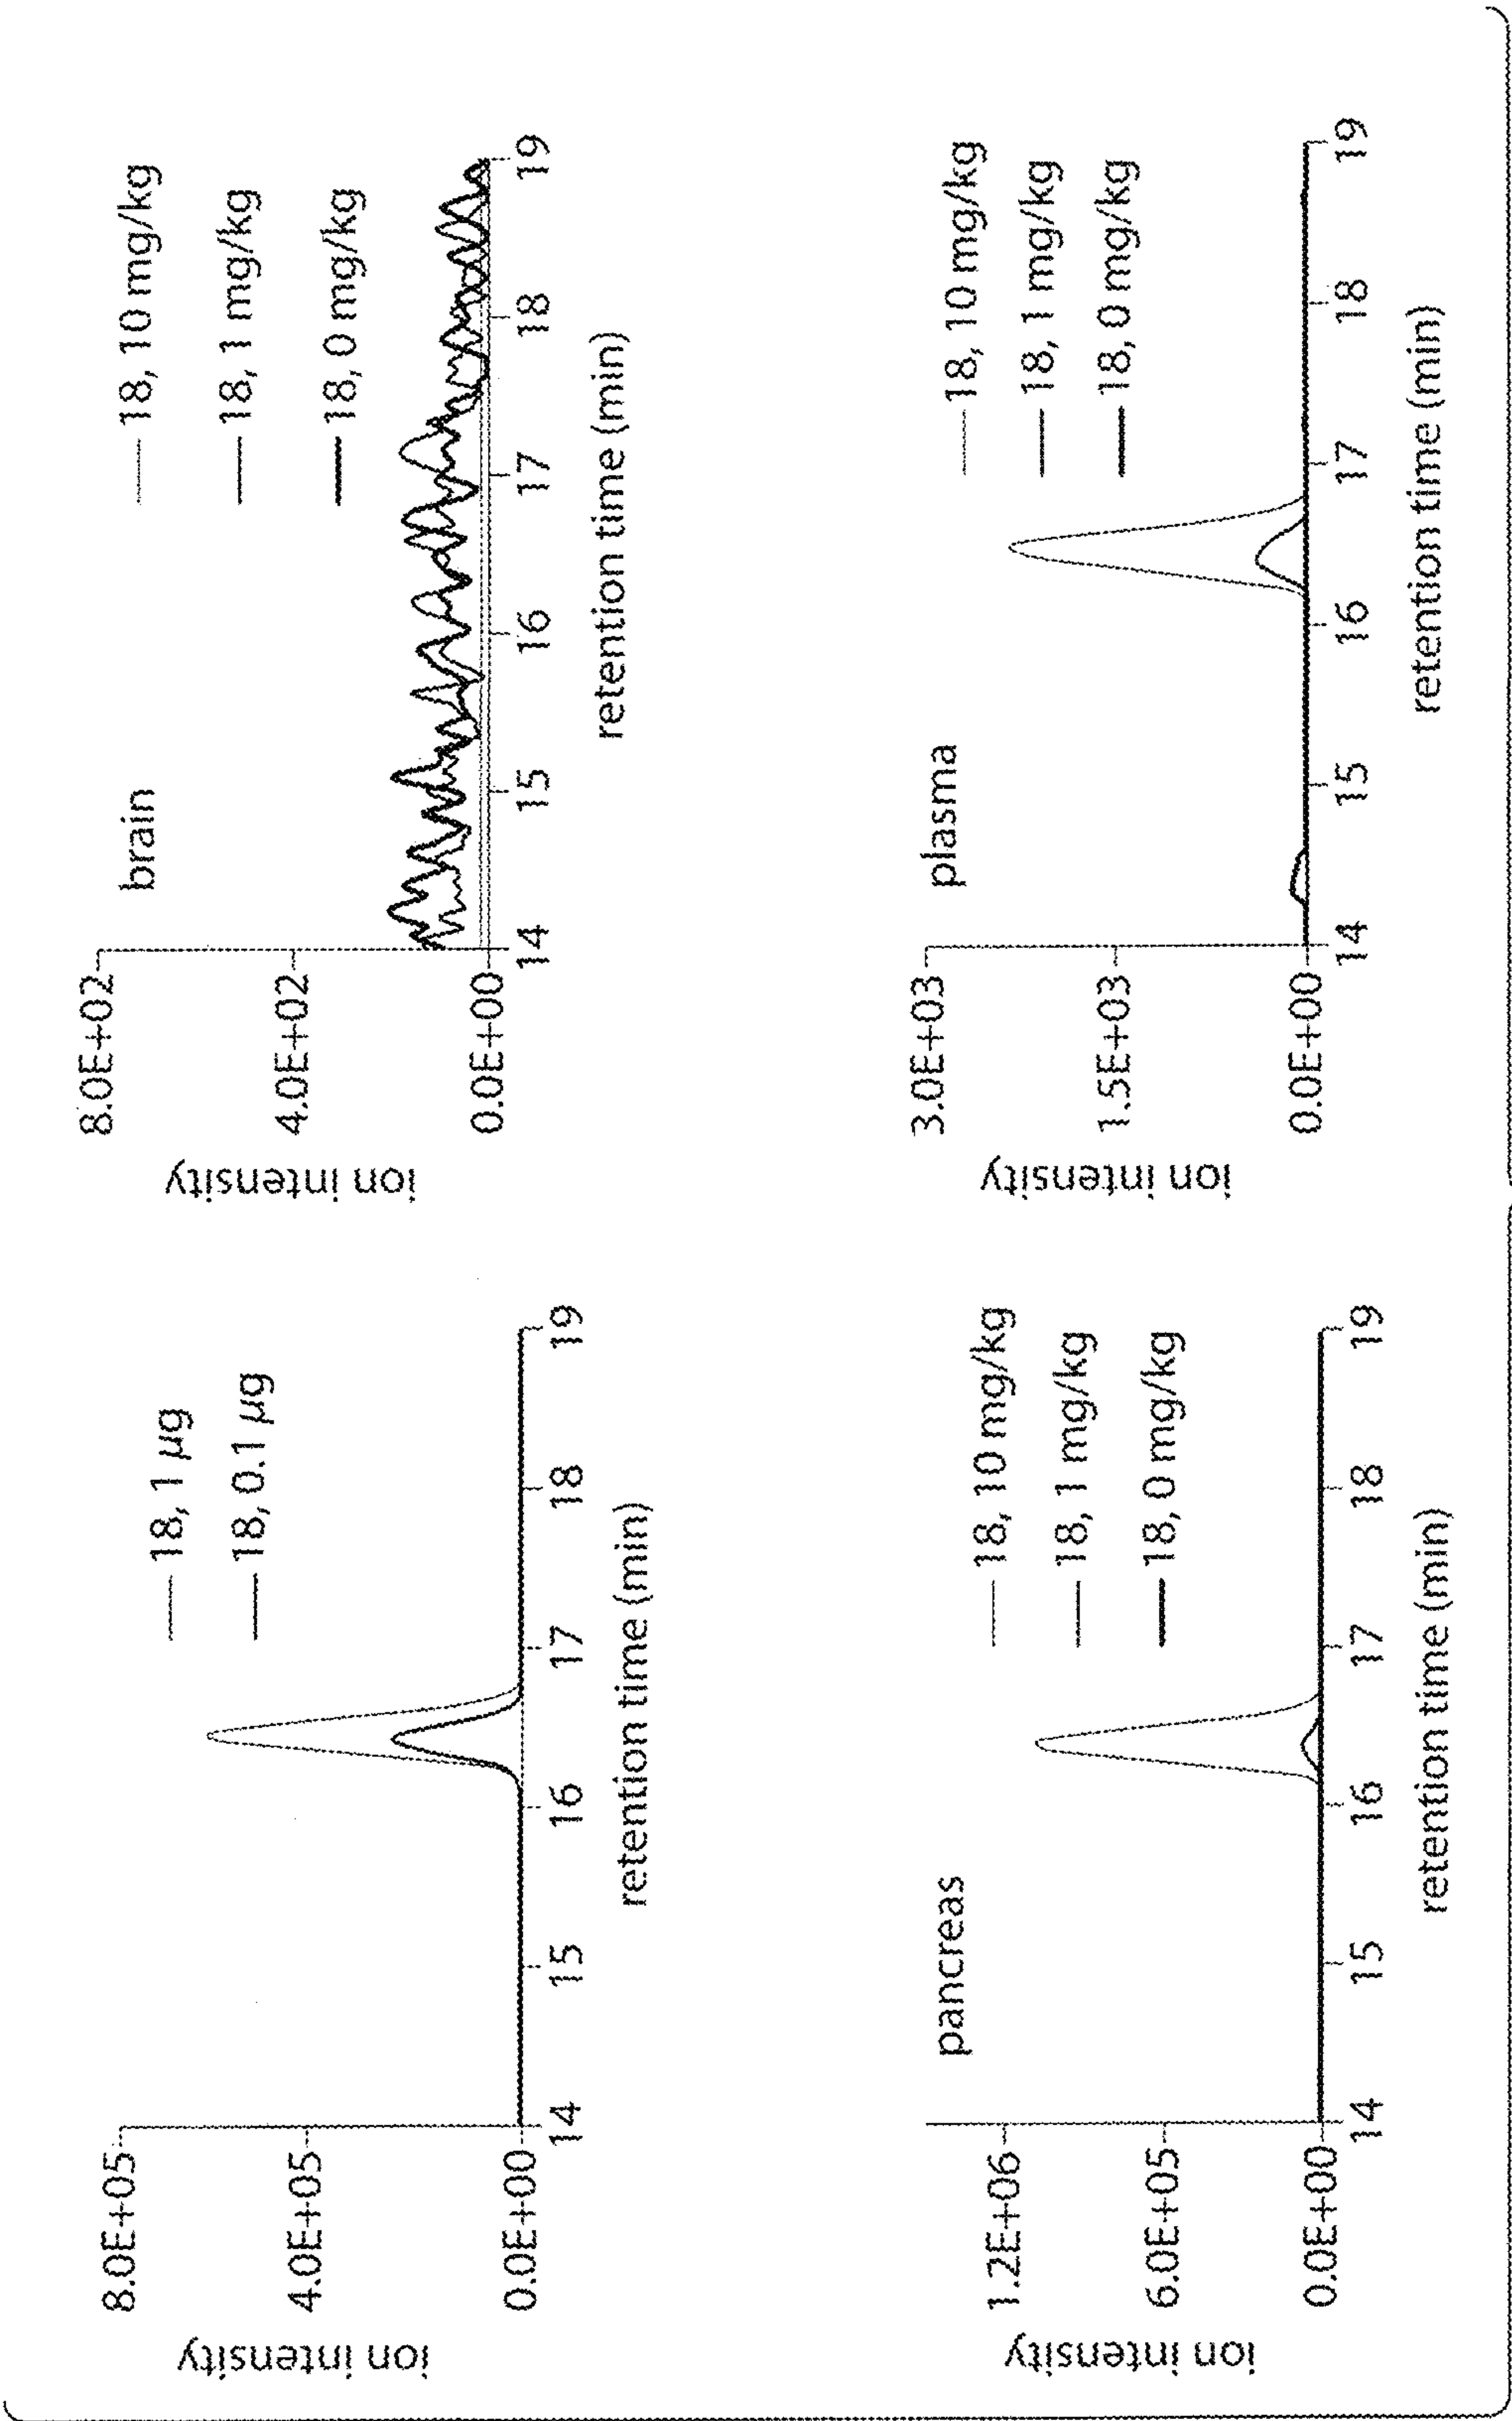 8.0E+05
4.0E+05
0.0E+00
ion intensity
18, 1 µg
18, 0.1 µg
14 15 16 17 18 19
retention time (min)
brain
8.0E+02
4.0E+02
0.0E+00
ion intensity
18, 10 mg/kg
18, 1 mg/kg
18, 0 mg/kg
14 15 16 17 18 19
retention time (min)
pancreas
1.2E+06
6.0E+05
0.0E+00
ion intensity
18, 10 mg/kg
18, 1 mg/kg
18, 0 mg/kg
14 15 16 17 18 19
retention time (min)
plasma
3.0E+03
1.5E+03
0.0E+00
ion intensity
18, 10 mg/kg
18, 1 mg/kg
18, 0 mg/kg
14 15 16 17 18 19
retention time (min)